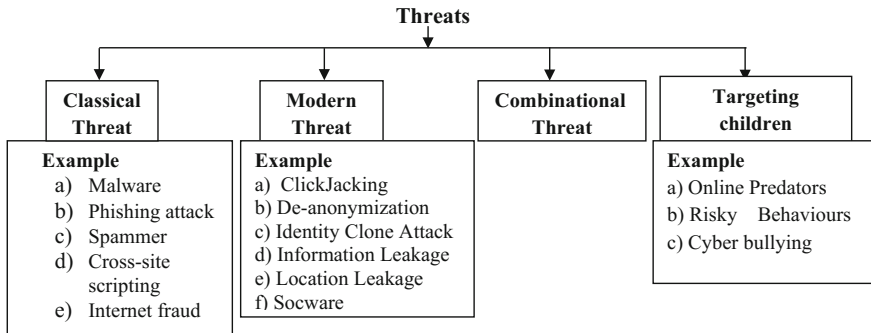 Threats
Classical
Threat
Modern
Threat
Combinational
Threat
Targeting
children
Example
a) Malware
b) Phishing attack
c) Spammer
d) Cross-site
scripting
e) Internet fraud
Example
a) ClickJacking
b) De-anonymization
c) Identity Clone Attack
d) Information Leakage
e) Location Leakage
f) Socware
Example
a) Online Predators
b) Risky Behaviours
c) Cyber bullying